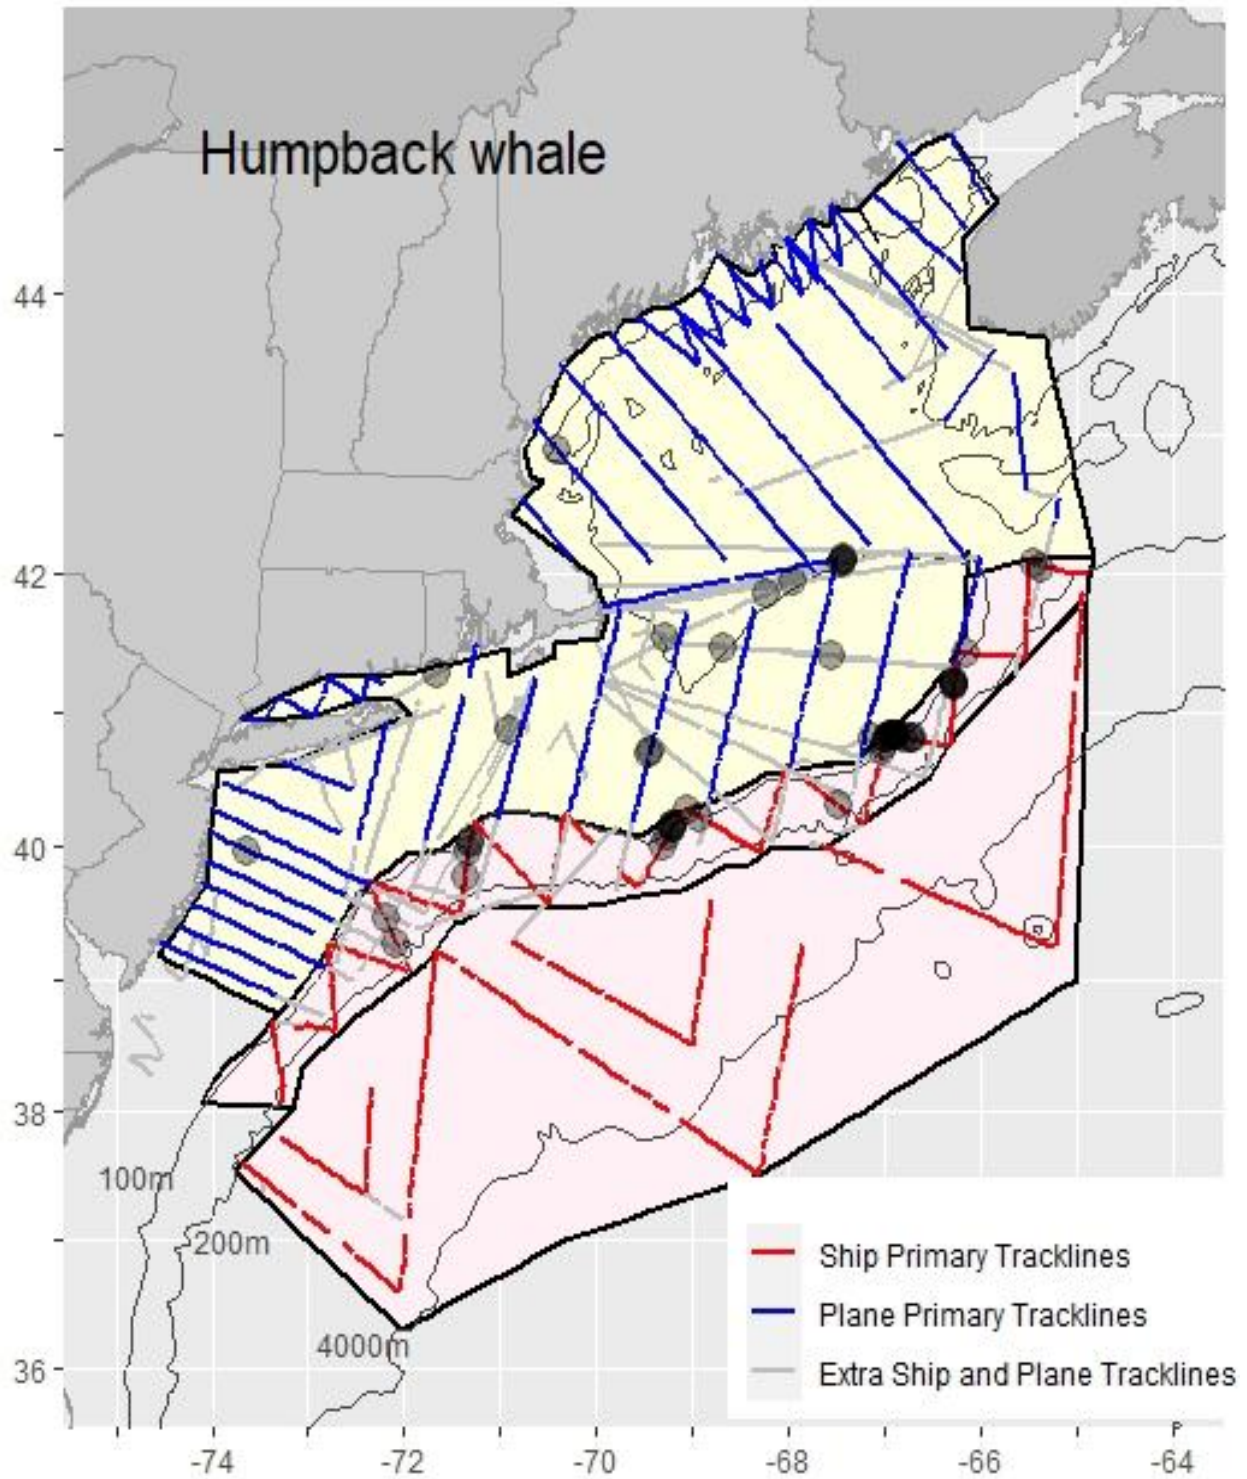 Humpback whale
44
42
40
38
36
100m
200m
4000m
Ship Primary Tracklines
Plane Primary Tracklines
Extra Ship and Plane Tracklines
P
-74
-72
-70
-68
-66
-64